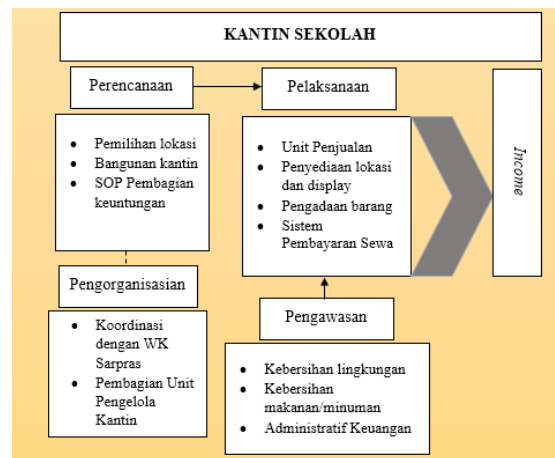 KANTIN SEKOLAH
Perencanaan
Pelaksanaan
• Pemilihan lokasi
• Bangunan kantin
• SOP Pembagian
keuntungan
• Unit Penjualan
• Penyediaan lokasi
dan display
• Pengadaan barang
• Sistem
Pembayaran Sewa
Income
Pengorganisasian
• Koordinasi
dengan WK
Sarpras
• Pembagian Unit
Pengelola
Kantin
Pengawasan
• Kebersihan lingkungan
• Kebersihan
makanan/minuman
• Administratif Keuangan